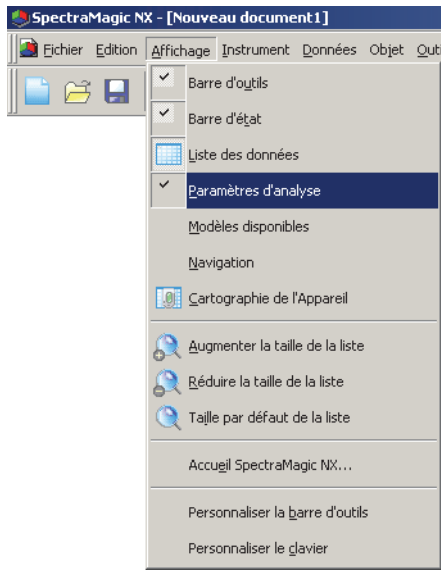 SpectraMagic NX - [Nouveau document1]
Fichier Edition Affichage Instrument Données Objet Out
Barre d'outils
Barre d'état
Liste des données
Paramètres d'analyse
Modèles disponibles
Navigation
Cartographie de l'Appareil
Augmenter la taille de la liste
Réduire la taille de la liste
Taille par défaut de la liste
Accueil SpectraMagic NX...
Personnaliser la barre d'outils
Personnaliser le clavier